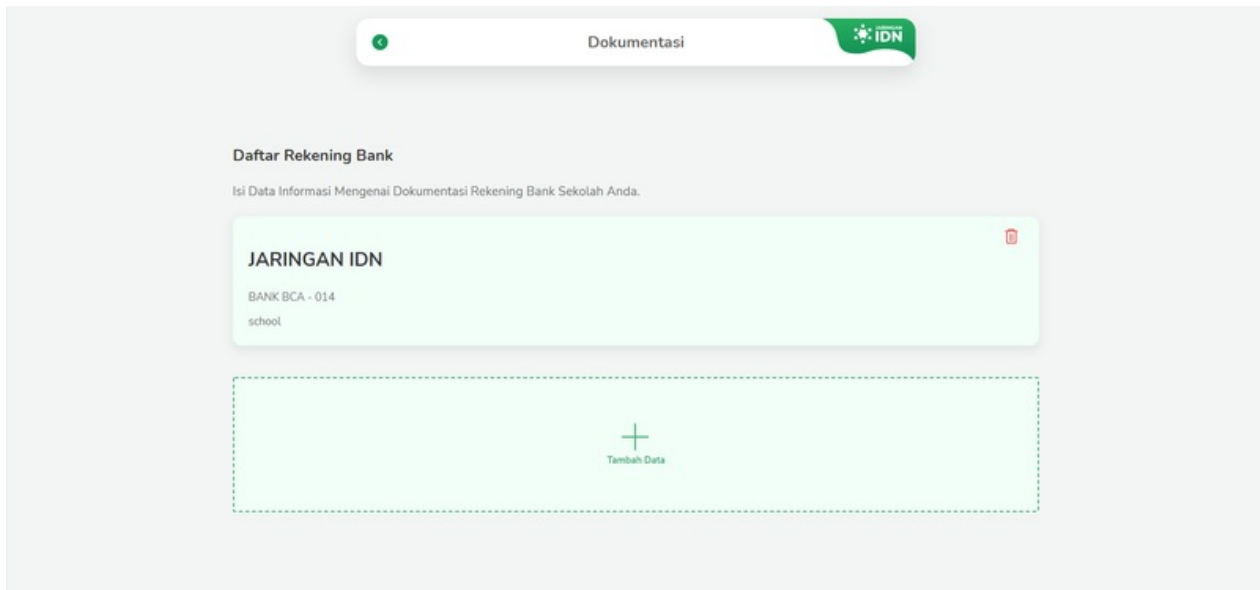 Dokumentasi
JARINGAN
IDN
Daftar Rekening Bank
Isi Data Informasi Mengenai Dokumentasi Rekening Bank Sekolah Anda.
JARINGAN IDN
BANK BCA - 014
school
Tambah Data